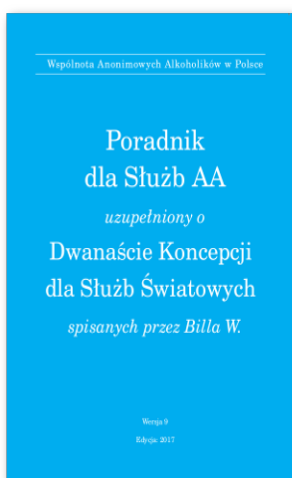 Wspólnota Anonimowych Alkoholików w Polsce
Poradnik
dla Służb AA
uzupełniony o
Dwanaście Koncepcji
dla Służb Światowych
spisanych przez Billa W.
Wersja 9
Edycja: 2017